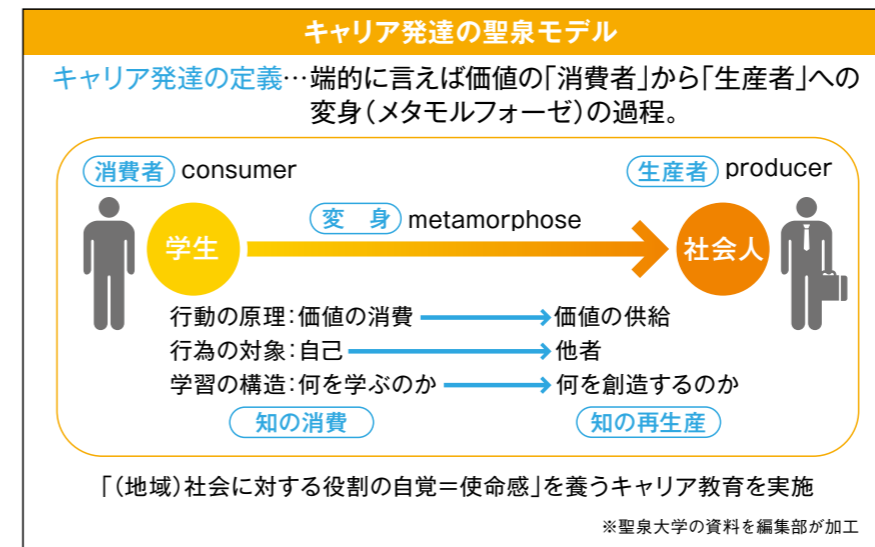 キャリア発達の聖泉モデル
キャリア発達の定義…端的に言えば価値の「消費者」から「生産者」への
変身(メタモルフォーゼ)の過程。
消費者 consumer
生産者 producer
変 身 metamorphose
学生
社会人
行動の原理:価値の消費 → 価値の供給
行為の対象:自己 → 他者
学習の構造:何を学ぶのか → 何を創造するのか
知の消費 知の再生産
「(地域)社会に対する役割の自覚=使命感」を養うキャリア教育を実施
※聖泉大学の資料を編集部が加工